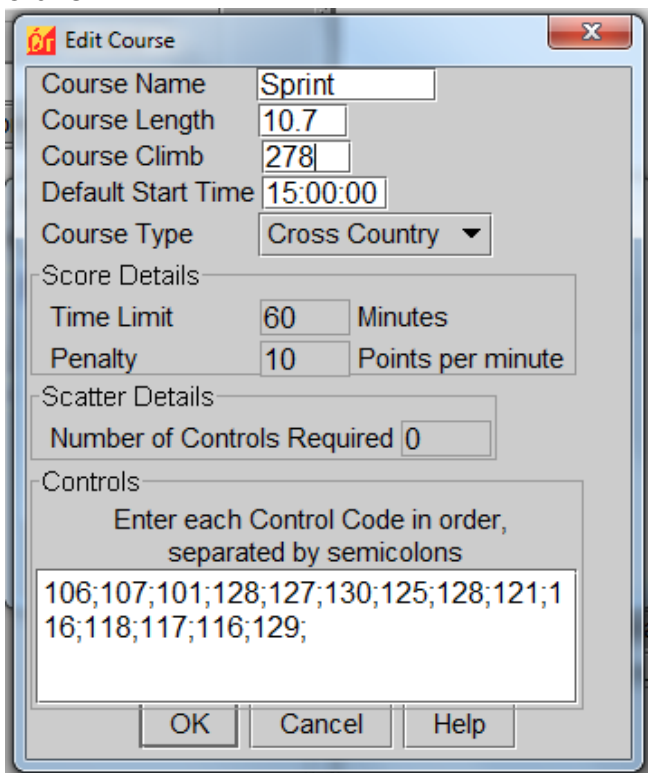 Ór Edit Course
Course Name Sprint
Course Length 10.7
Course Climb 278
Default Start Time 15:00:00
Course Type Cross Country
Score Details
Time Limit 60 Minutes
Penalty 10 Points per minute
Scatter Details
Number of Controls Required 0
Controls
Enter each Control Code in order,
separated by semicolons
106;107;101;128;127;130;125;128;121;1
16;118;117;116;129;
OK Cancel Help